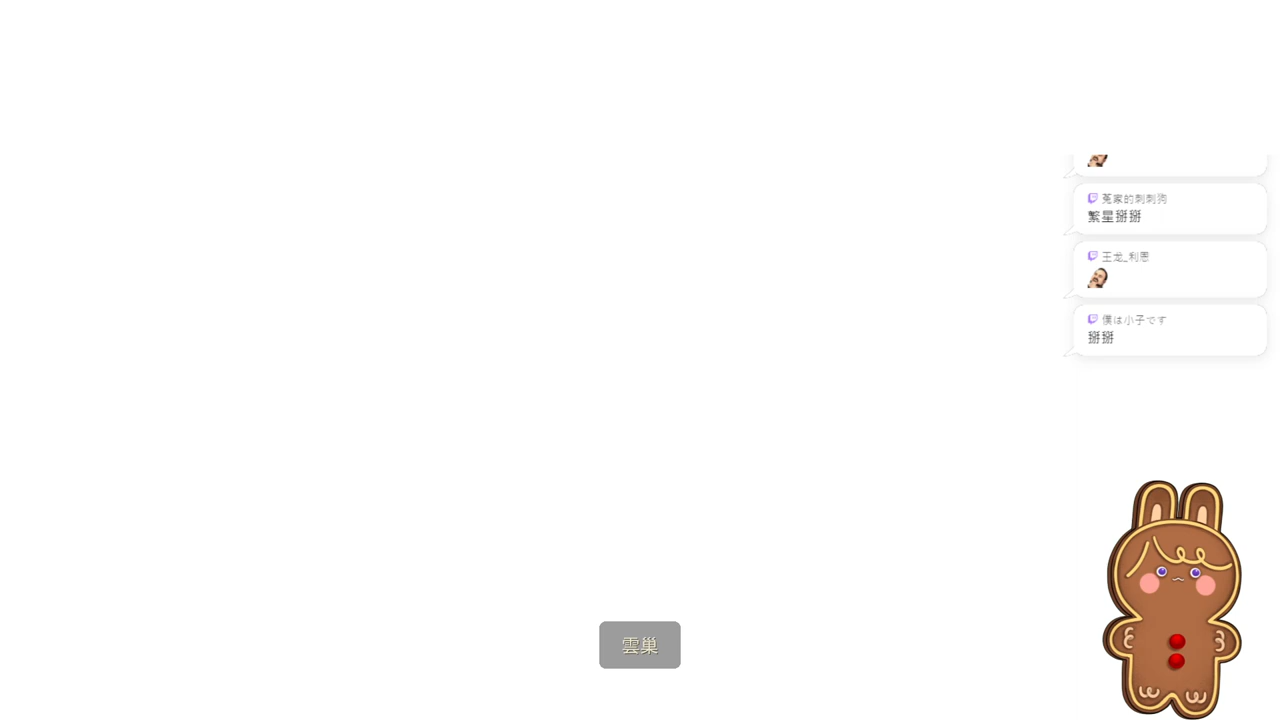 菟家的刺刺狗
繁星掰掰
王龙_利恩
僕は小子です
掰掰
雲巢